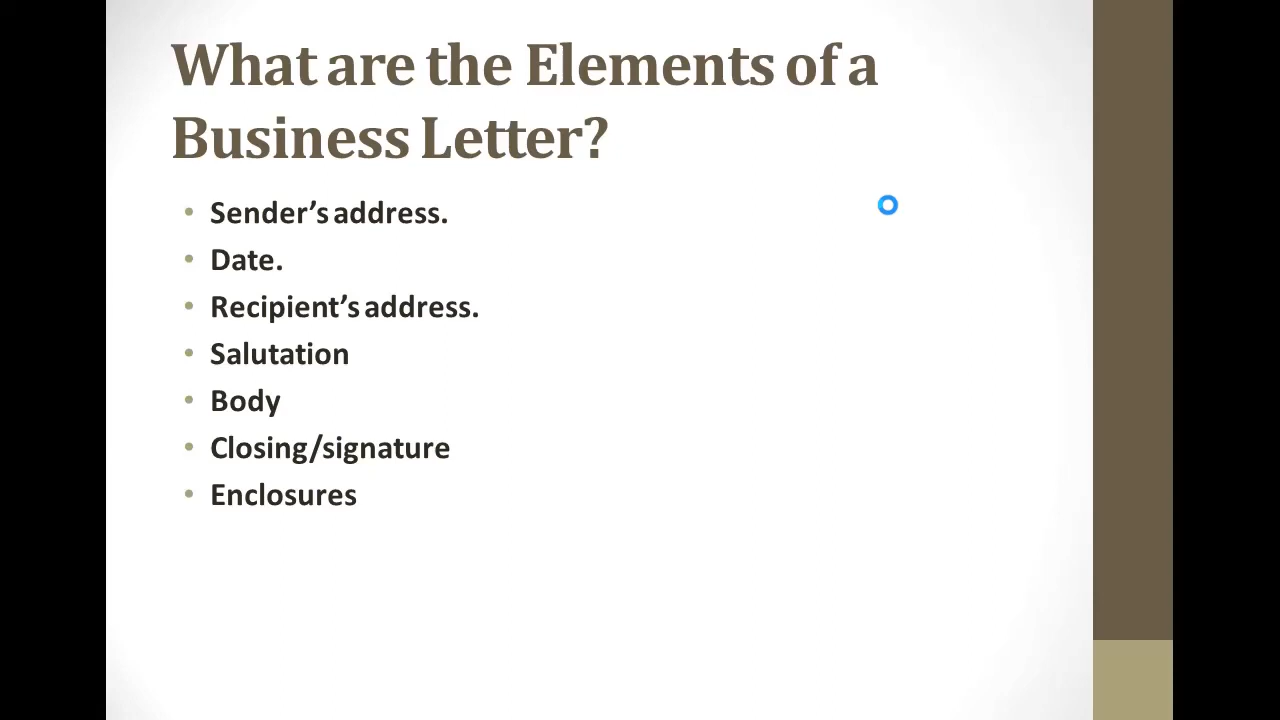 What are the Elements of a
Business Letter?
• Sender’s address.
• Date.
• Recipient’s address.
• Salutation
• Body
• Closing/signature
• Enclosures